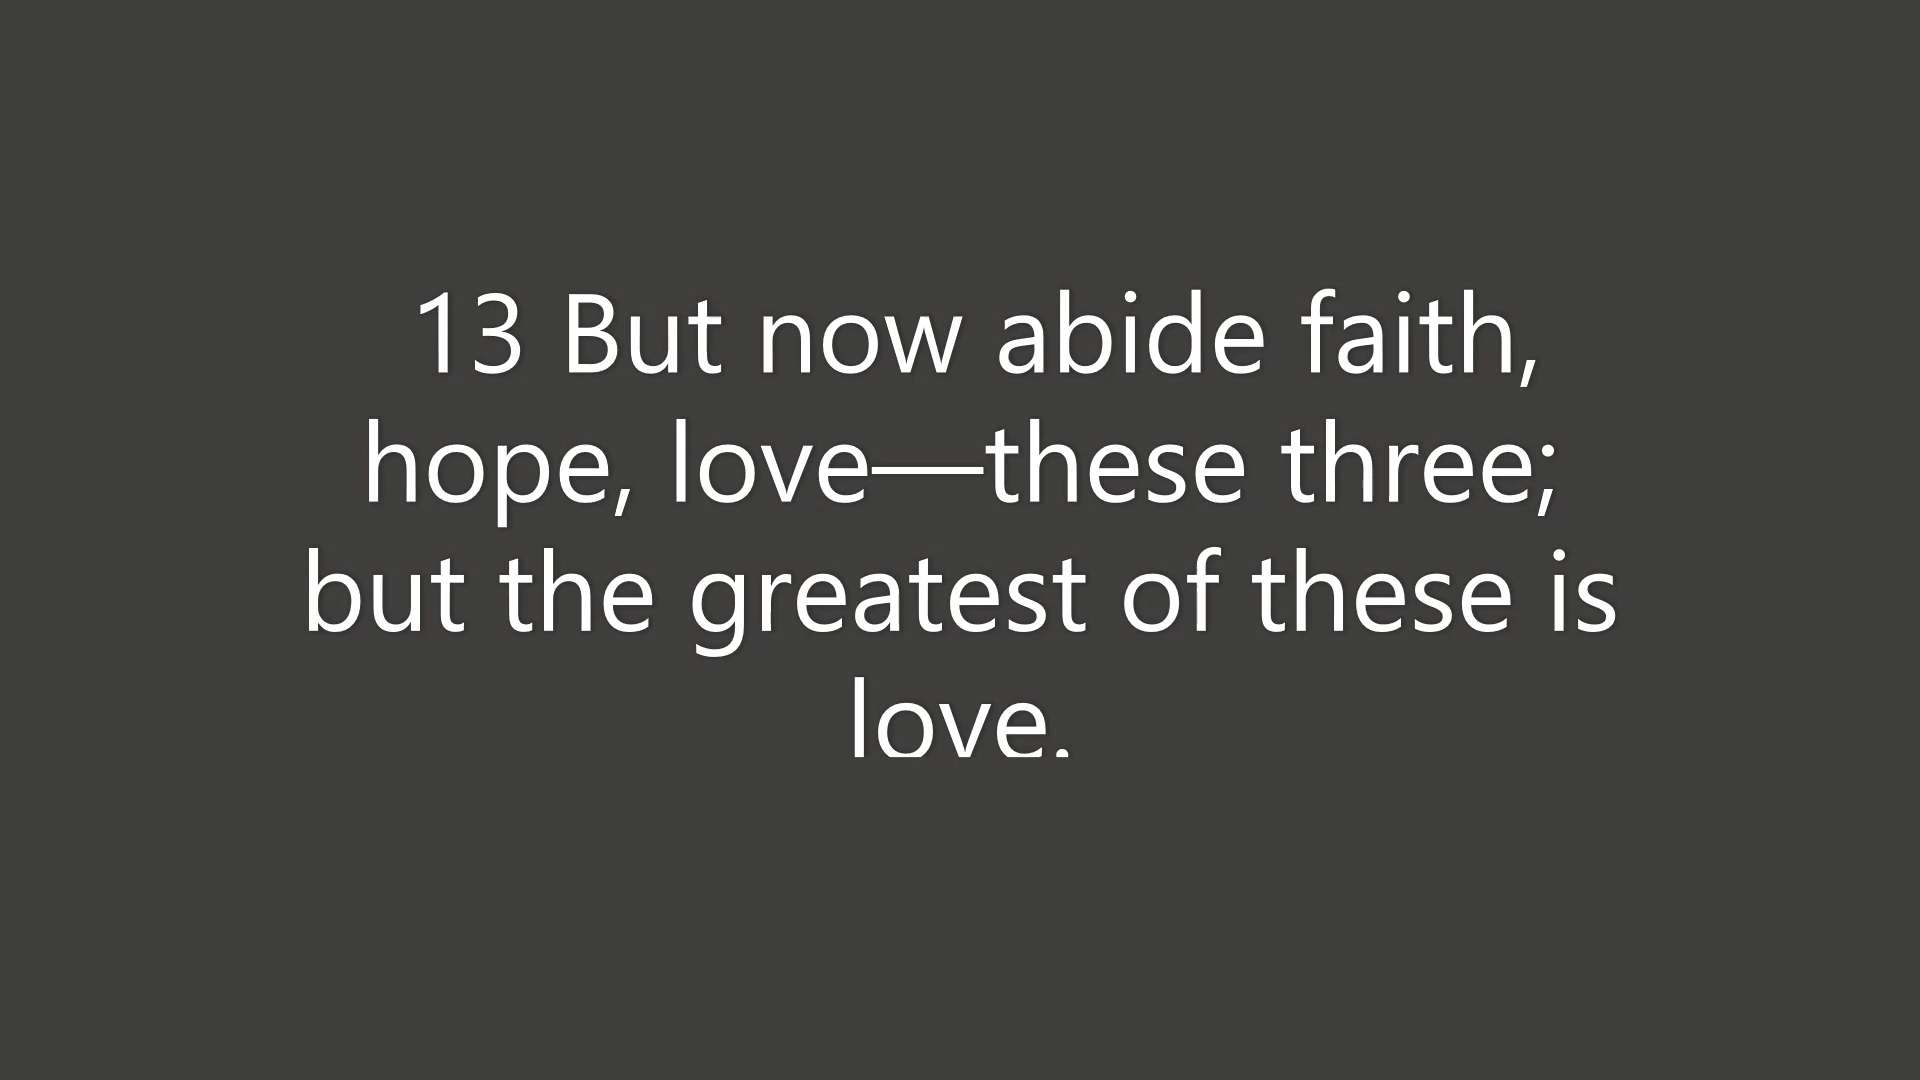 13 But now abide faith,
hope, love—these three;
but the greatest of these is
love.